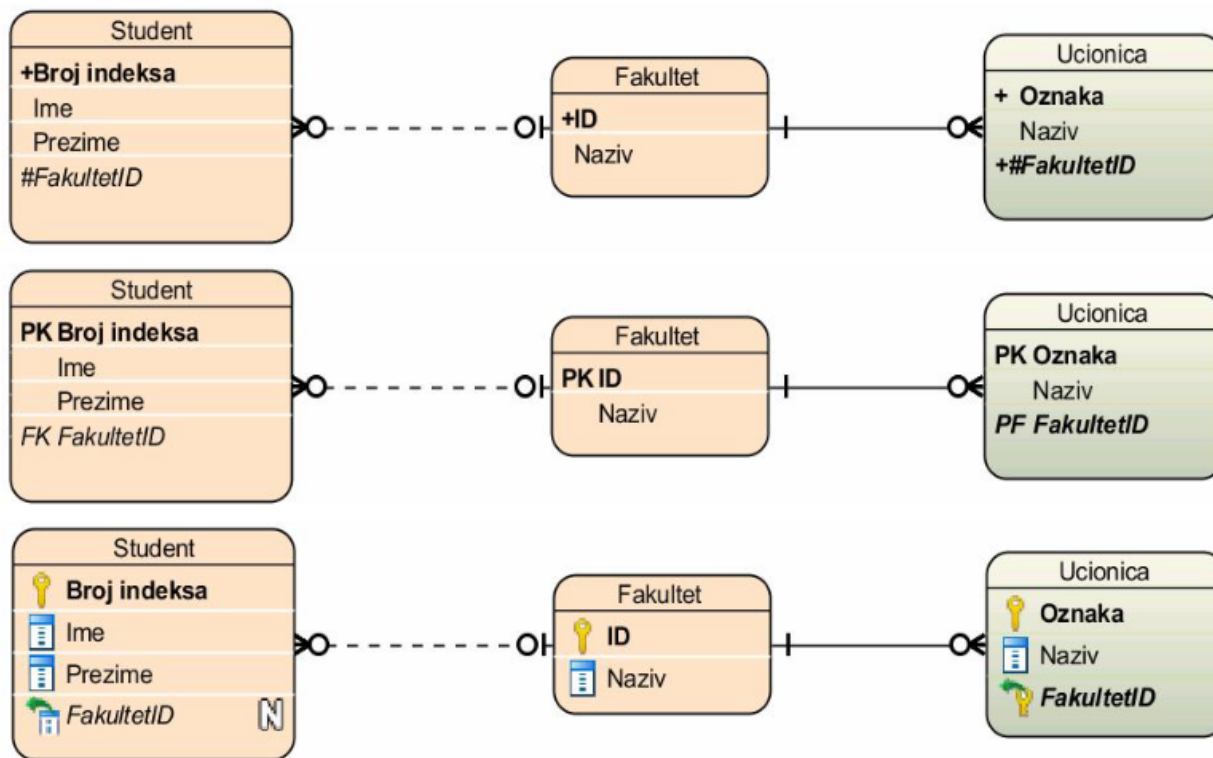 Student
+Broj indeksa
Ime
Prezime
#FakultetID
Fakultet
+ID
Naziv
Ucionica
+ Oznaka
Naziv
+#FakultetID
Student
PK Broj indeksa
Ime
Prezime
FK FakultetID
Fakultet
PK ID
Naziv
Ucionica
PK Oznaka
Naziv
PF FakultetID
Student
Broj indeksa
Ime
Prezime
FakultetID N
Fakultet
ID
Naziv
Ucionica
Oznaka
Naziv
FakultetID